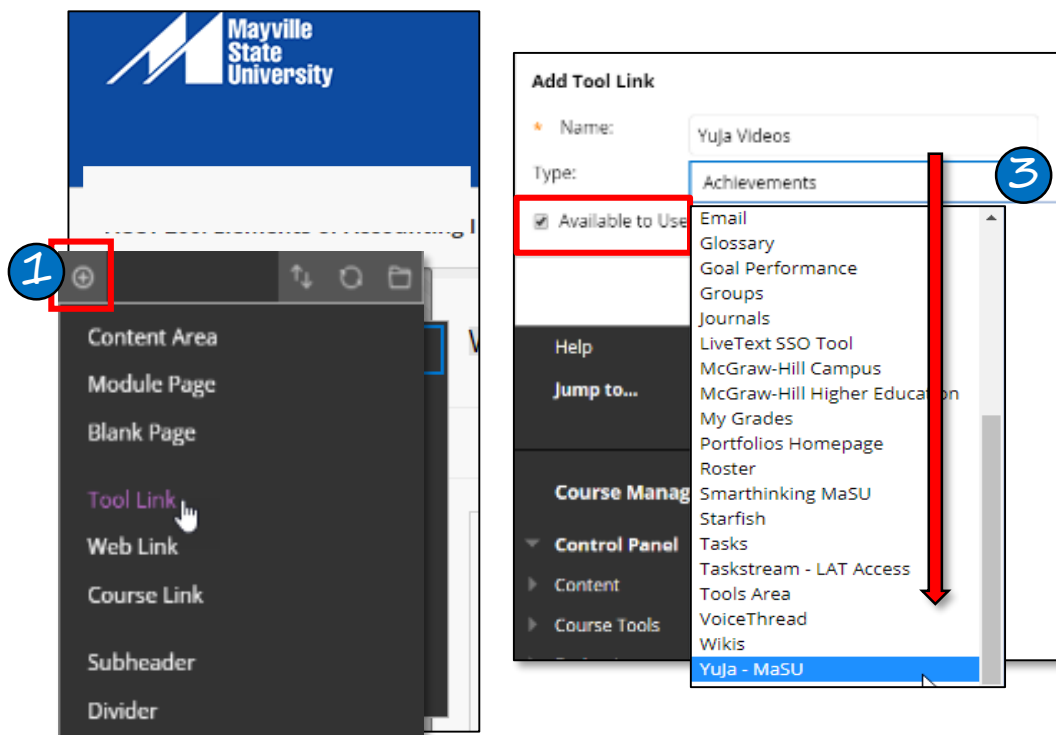 Mayville
State
University
1
Content Area
Module Page
Blank Page
Tool Link
Web Link
Course Link
Subheader
Divider
Add Tool Link
* Name:
YuJa Videos
Type:
Achievements
3
Available to Use
Email
Glossary
Goal Performance
Groups
Journals
LiveText SSO Tool
McGraw-Hill Campus
McGraw-Hill Higher Education
My Grades
Portfolios Homepage
Roster
Smarthinking MaSU
Starfish
Tasks
Taskstream - LAT Access
Tools Area
VoiceThread
Wikis
YuJa - MaSU
Help
Jump to...
Course Manag
Control Panel
Content
Course Tools